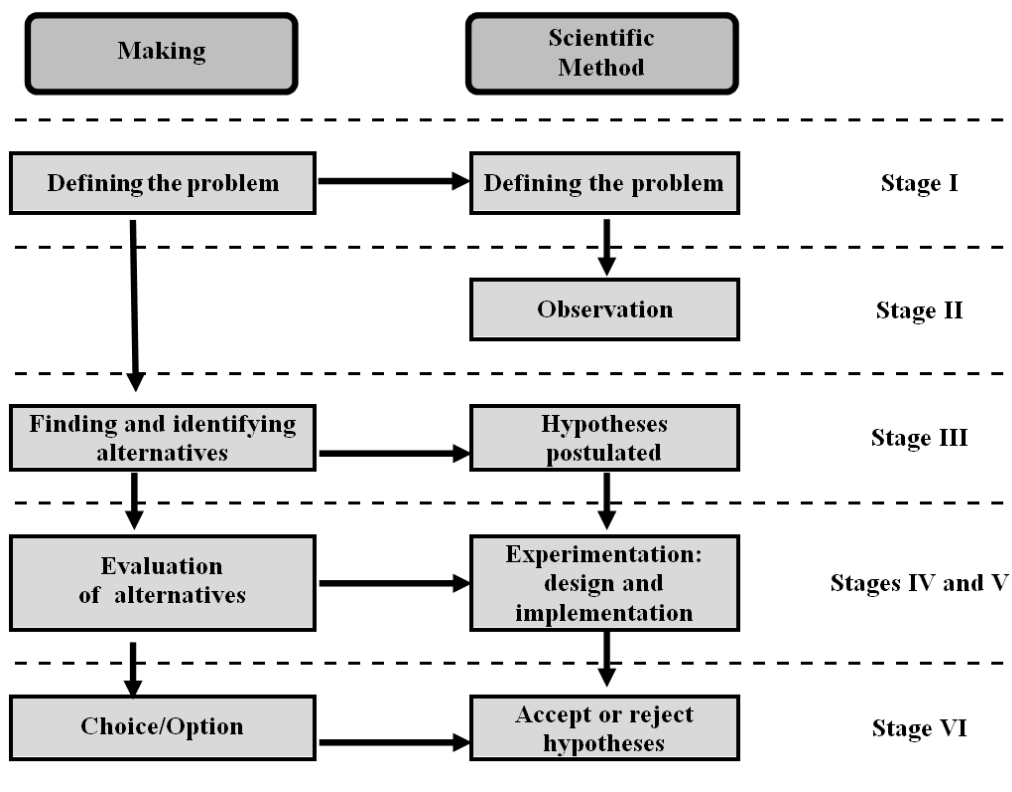 Making
Scientific
Method
Defining the problem
Defining the problem
Stage I
Observation
Stage II
Finding and identifying
alternatives
Hypotheses
postulated
Stage III
Evaluation
of alternatives
Experimentation:
design and
implementation
Stages IV and V
Choice/Option
Accept or reject
hypotheses
Stage VI